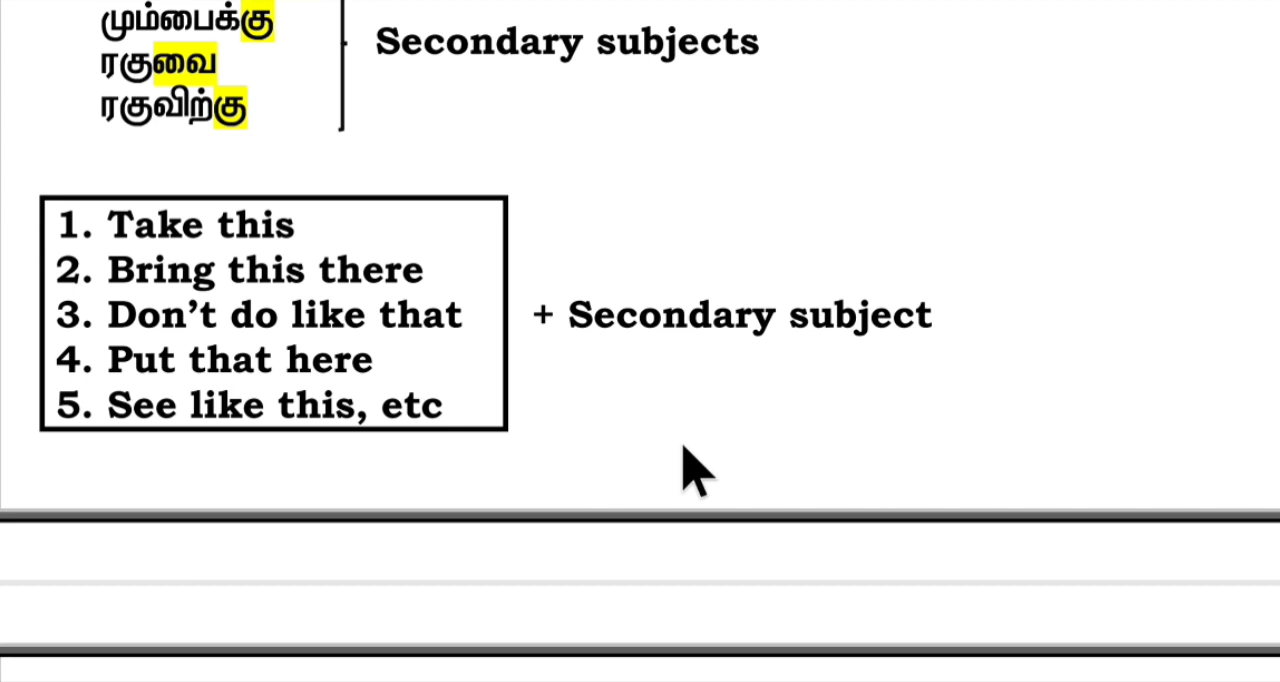 மும்பைக்கு
ரகுவை
ரகுவிற்கு
Secondary subjects
1. Take this
2. Bring this there
3. Don’t do like that
4. Put that here
5. See like this, etc
+ Secondary subject